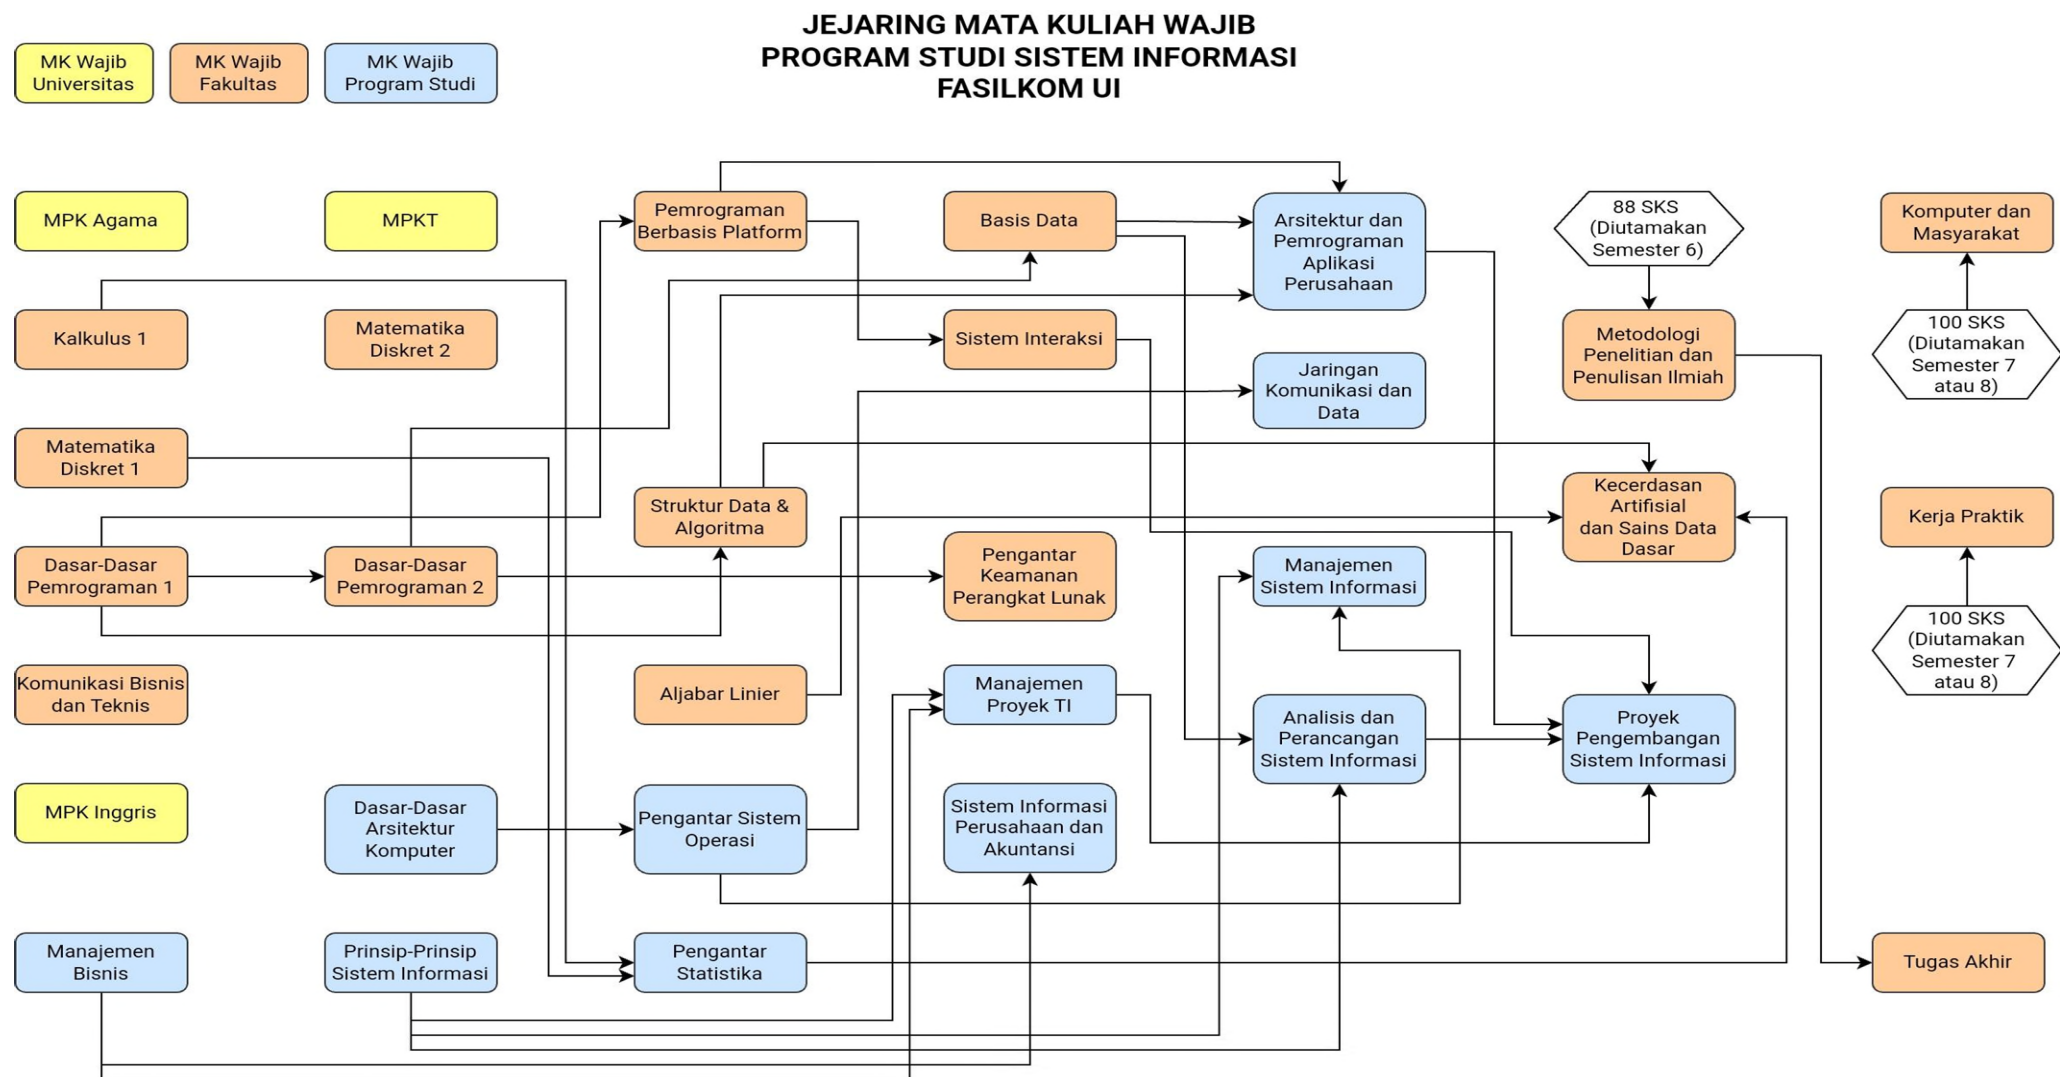 JEJARING MATA KULIAH WAJIB
PROGRAM STUDI SISTEM INFORMASI
FASILKOM UI
MK Wajib
Universitas
MK Wajib
Fakultas
MK Wajib
Program Studi
MPK Agama
MPKT
Pemrograman
Berbasis Platform
Basis Data
Arsitektur dan
Pemrograman
Aplikasi
Perusahaan
88 SKS
(Diutamakan
Semester 6)
Komputer dan
Masyarakat
Kalkulus 1
Matematika
Diskret 2
Sistem Interaksi
Jaringan
Komunikasi dan
Data
Metodologi
Penelitian dan
Penulisan Ilmiah
100 SKS
(Diutamakan
Semester 7
atau 8)
Matematika
Diskret 1
Struktur Data &
Algoritma
Kecerdasan
Artifisial
dan Sains Data
Dasar
Kerja Praktik
Dasar-Dasar
Pemrograman 1
Dasar-Dasar
Pemrograman 2
Pengantar
Keamanan
Perangkat Lunak
Manajemen
Sistem Informasi
100 SKS
(Diutamakan
Semester 7
atau 8)
Komunikasi Bisnis
dan Teknis
Aljabar Linier
Manajemen
Proyek TI
Analisis dan
Perancangan
Sistem Informasi
Proyek
Pengembangan
Sistem Informasi
MPK Inggris
Dasar-Dasar
Arsitektur
Komputer
Pengantar Sistem
Operasi
Sistem Informasi
Perusahaan dan
Akuntansi
Manajemen
Bisnis
Prinsip-Prinsip
Sistem Informasi
Pengantar
Statistika
Tugas Akhir